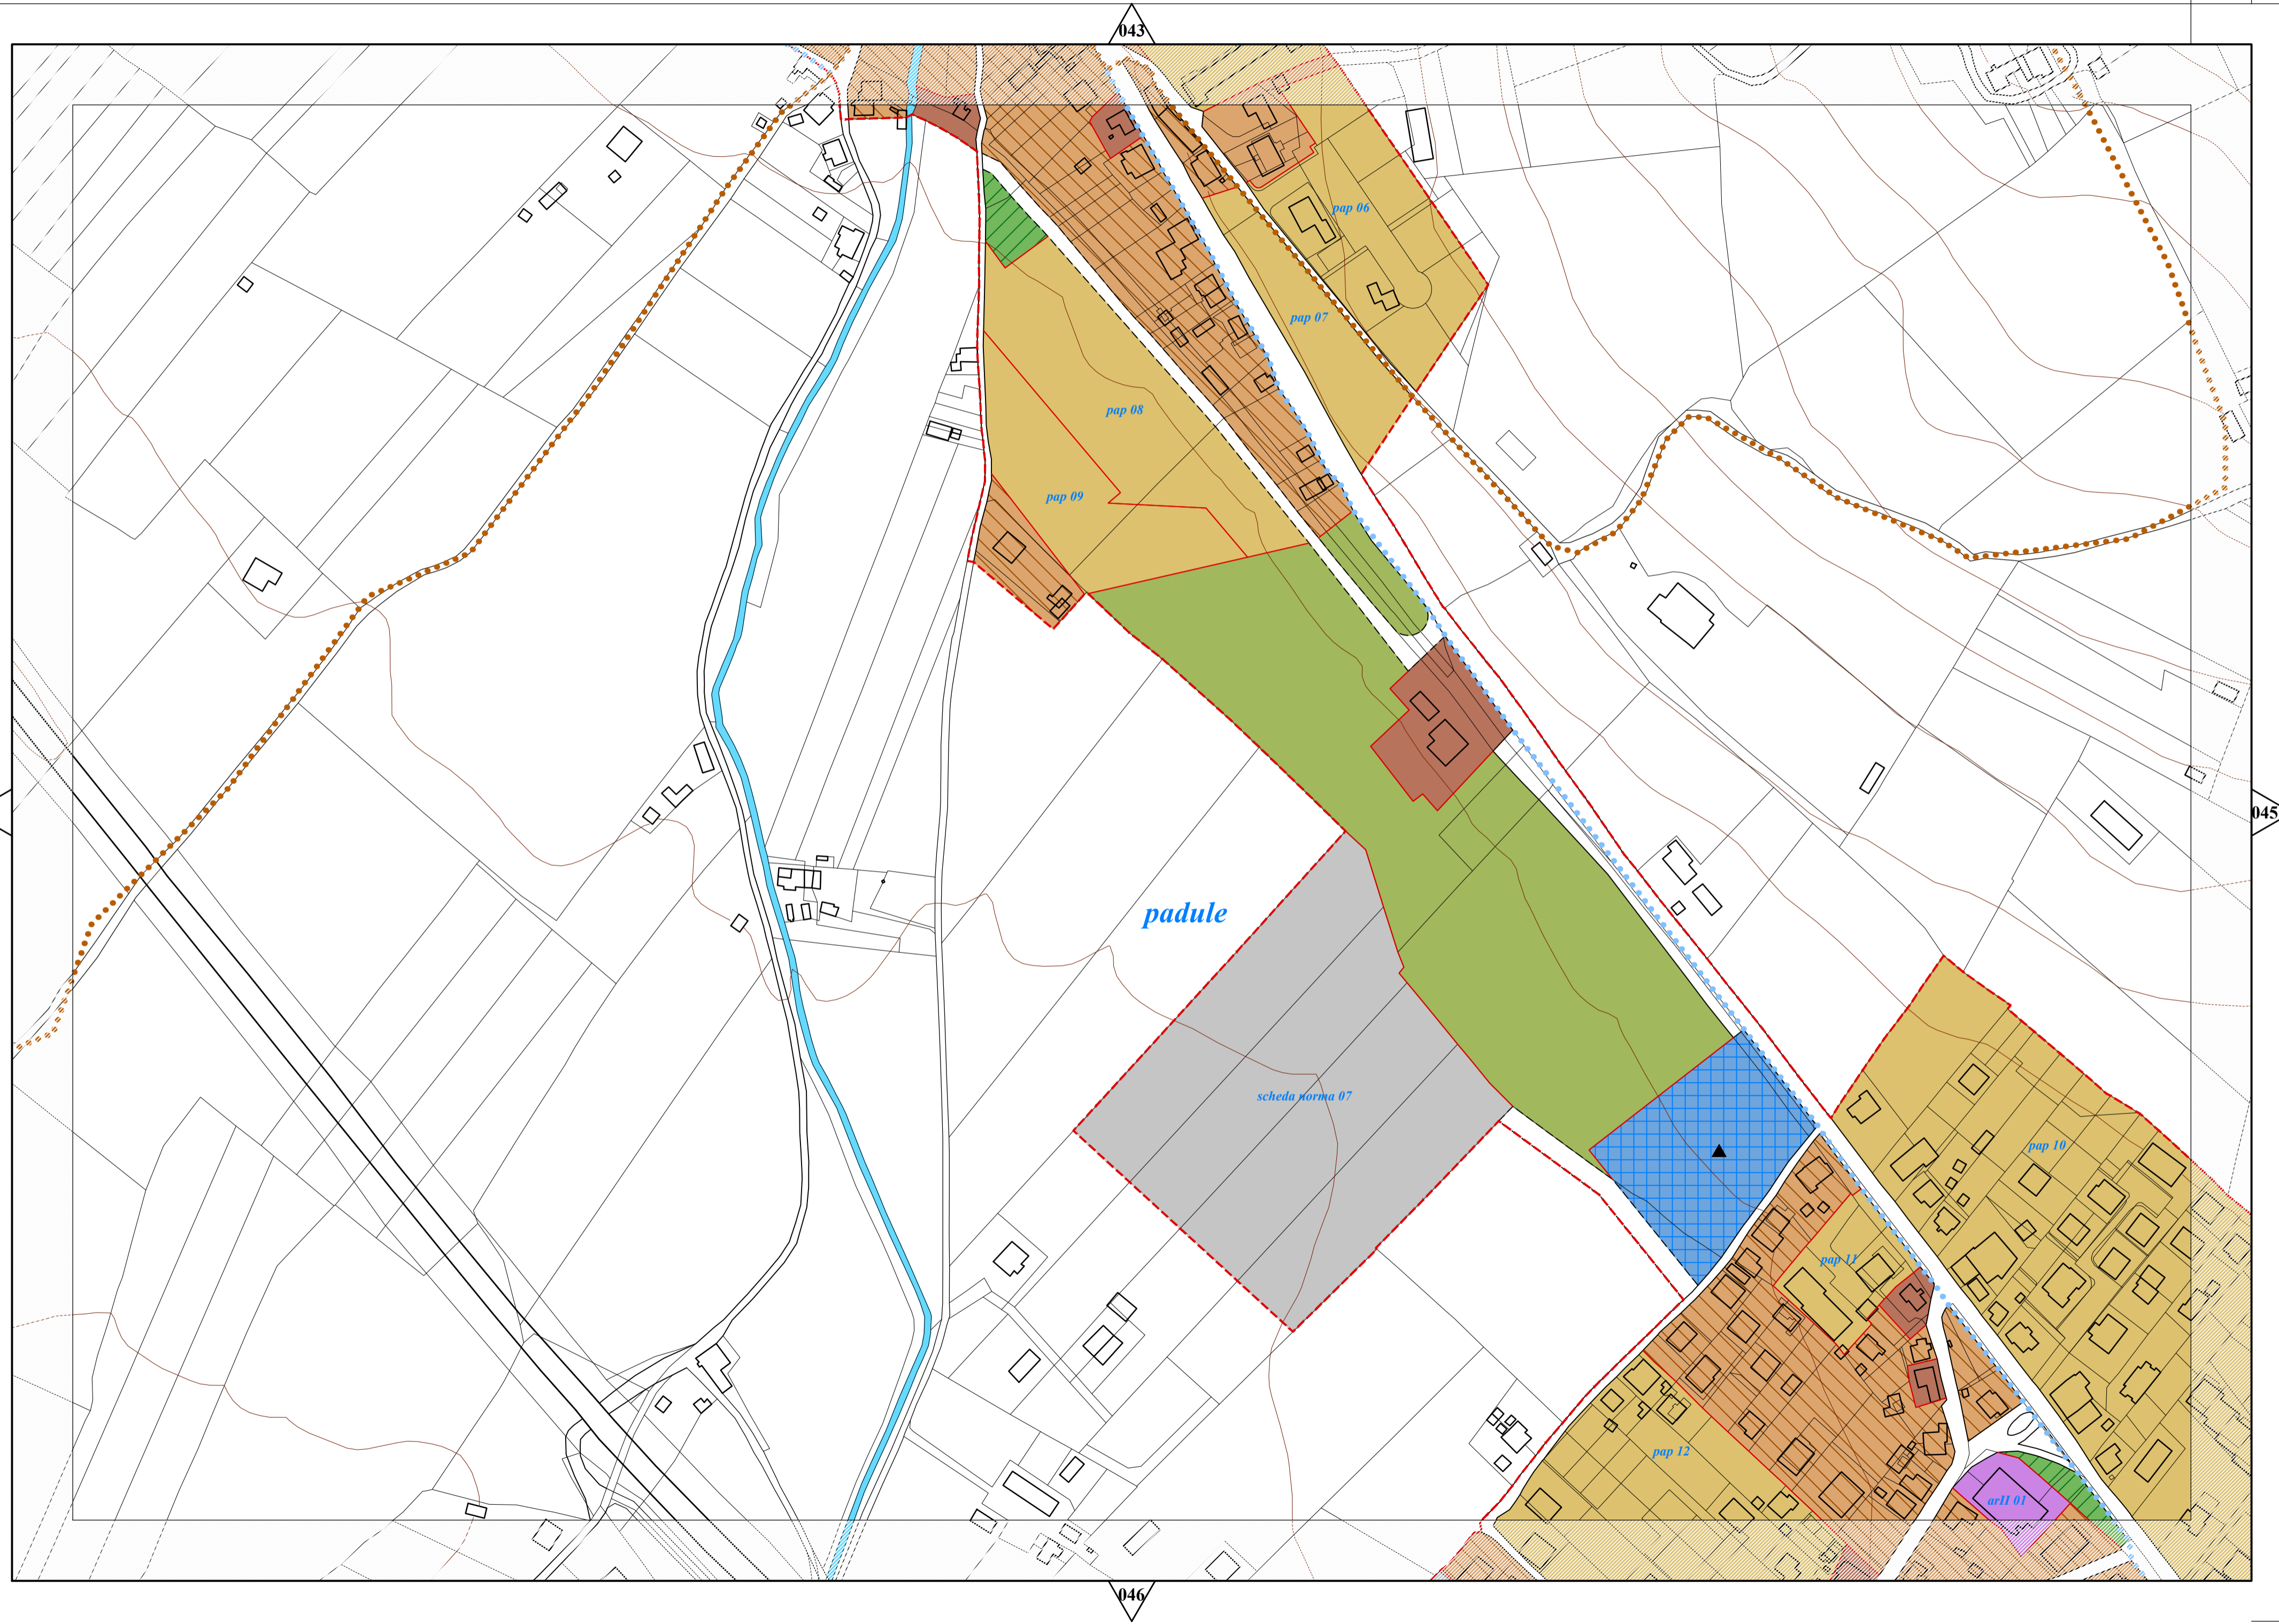 043
pap 06
pap 07
pap 08
pap 09
045
padule
scheda norma 07
pap 10
pap 11
pap 12
arII 01
046